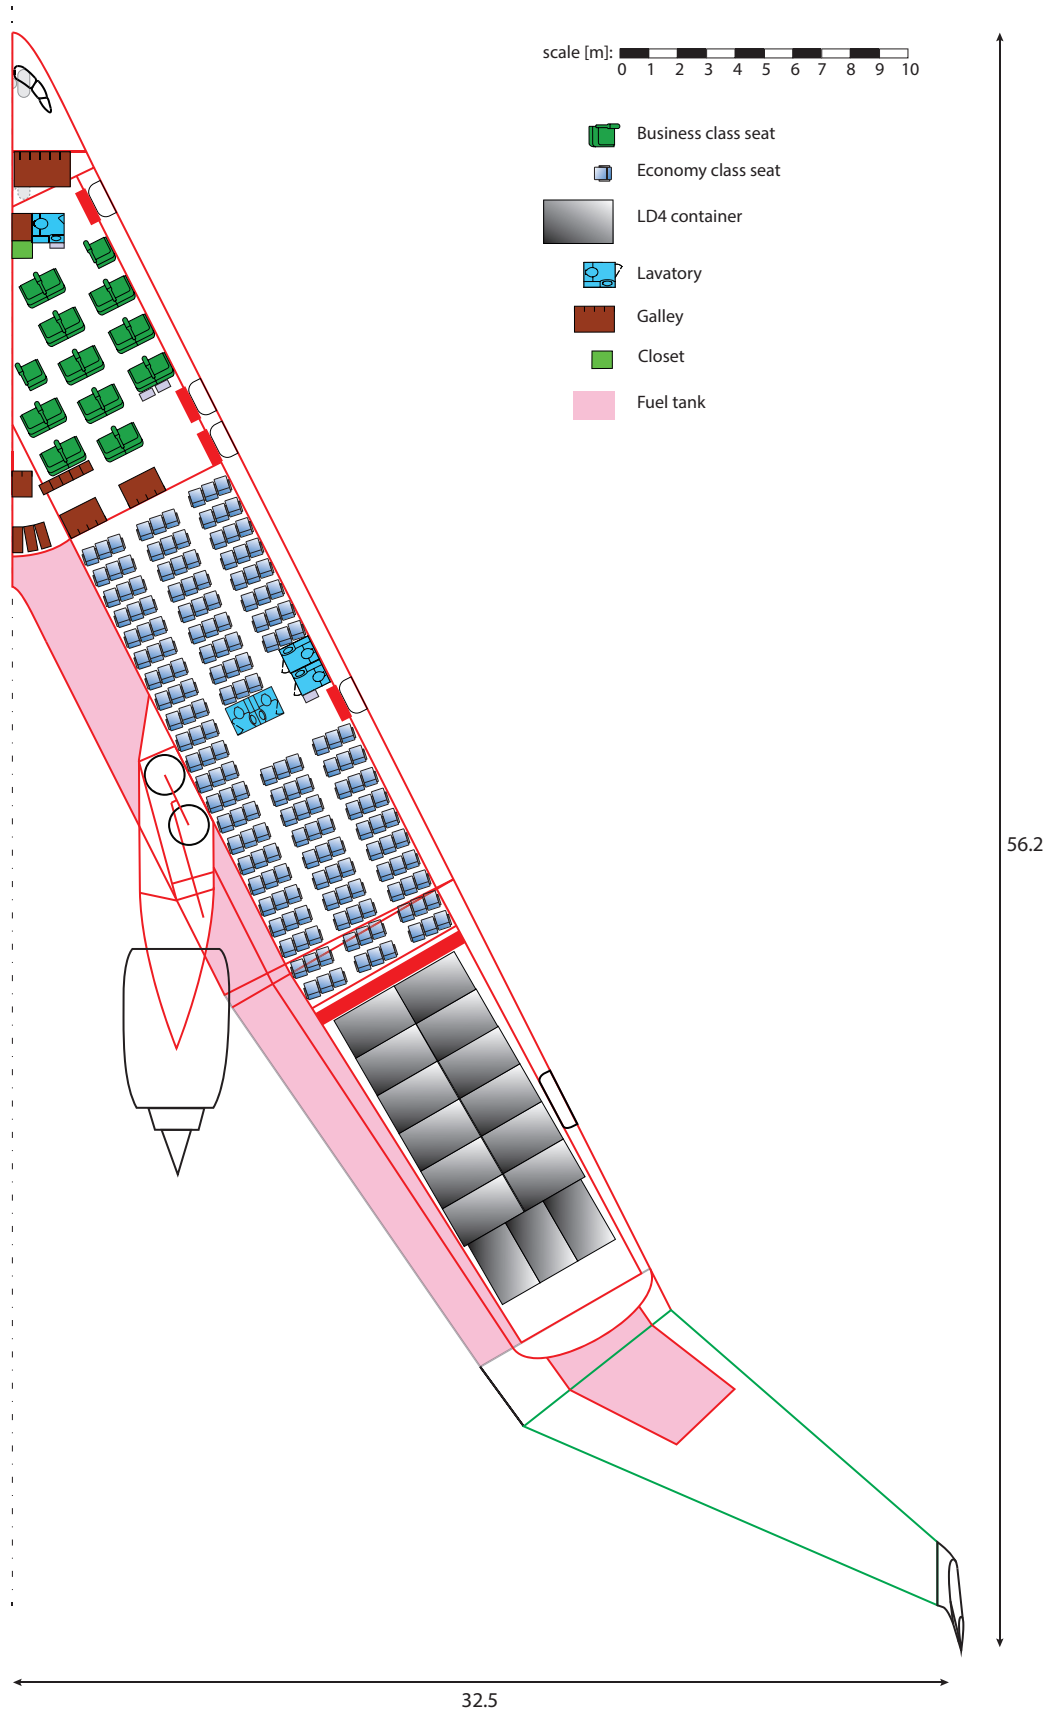 scale [m]:
0 1 2 3 4 5 6 7 8 9 10
Business class seat
Economy class seat
LD4 container
Lavatory
Galley
Closet
Fuel tank
56.2
32.5